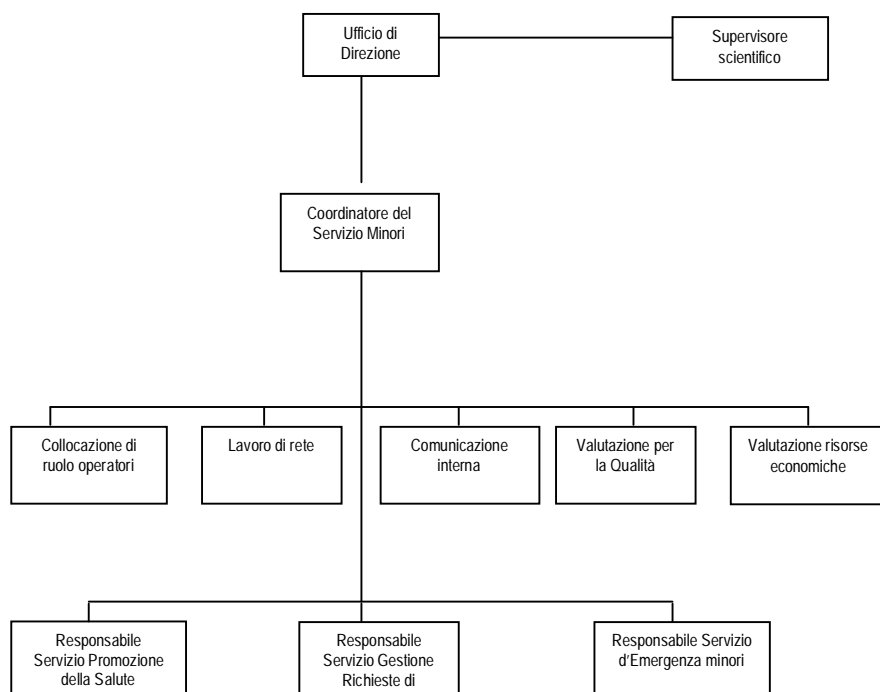 Ufficio di
Direzione
Supervisore
scientifico
Coordinatore del
Servizio Minori
Collocazione di
ruolo operatori
Lavoro di rete
Comunicazione
interna
Valutazione per
la Qualità
Valutazione risorse
economiche
Responsabile
Servizio Promozione
della Salute
Responsabile
Servizio Gestione
Richieste di
Responsabile Servizio
d'Emergenza minori